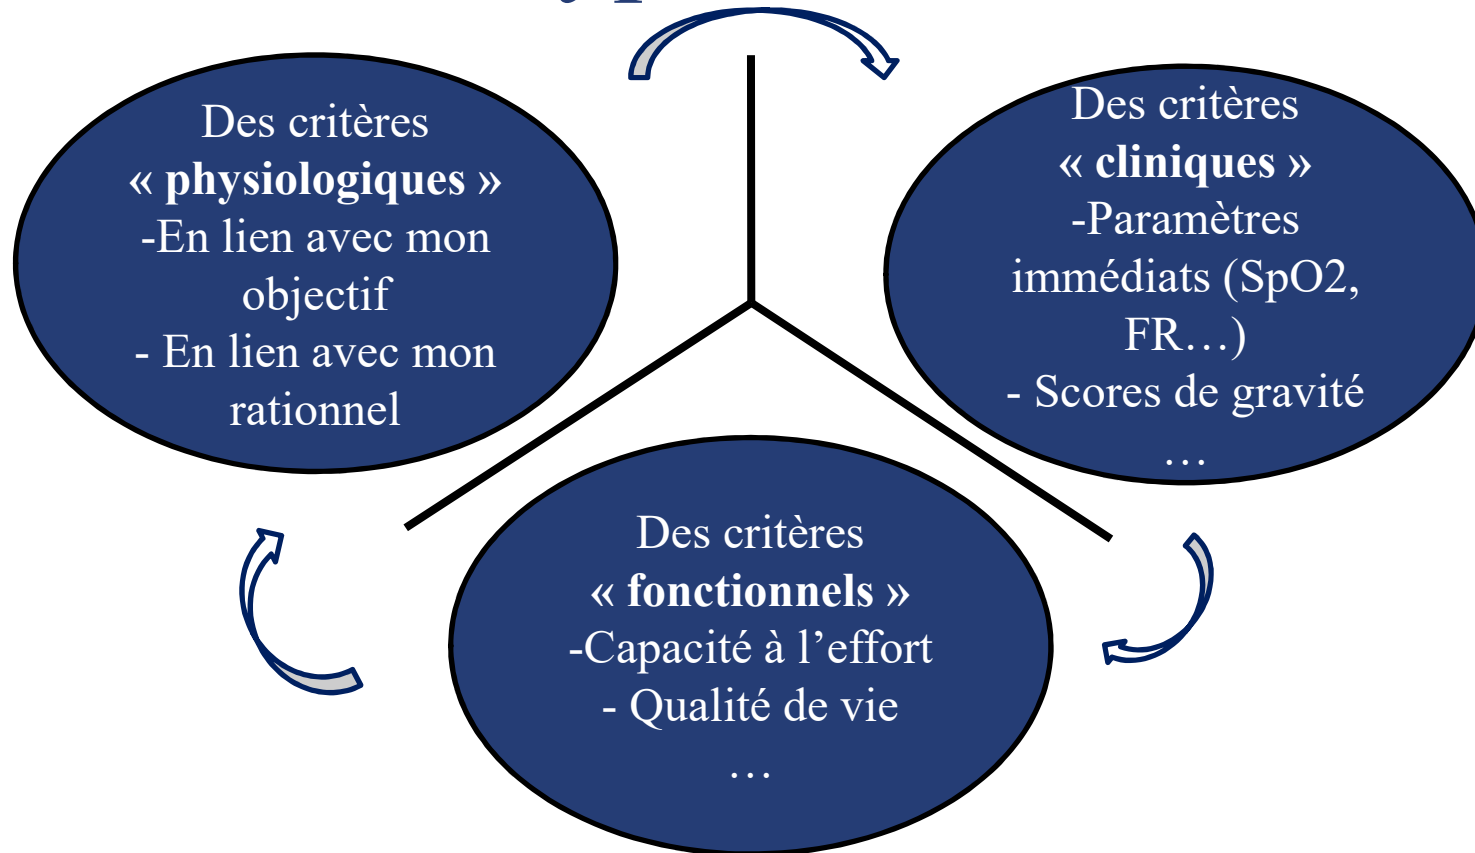 Des critères
« physiologiques »
-En lien avec mon
objectif
- En lien avec mon
rationnel
Des critères
« cliniques »
-Paramètres
immédiats (SpO2,
FR…)
- Scores de gravité
…
Des critères
« fonctionnels »
-Capacité à l’effort
- Qualité de vie
…